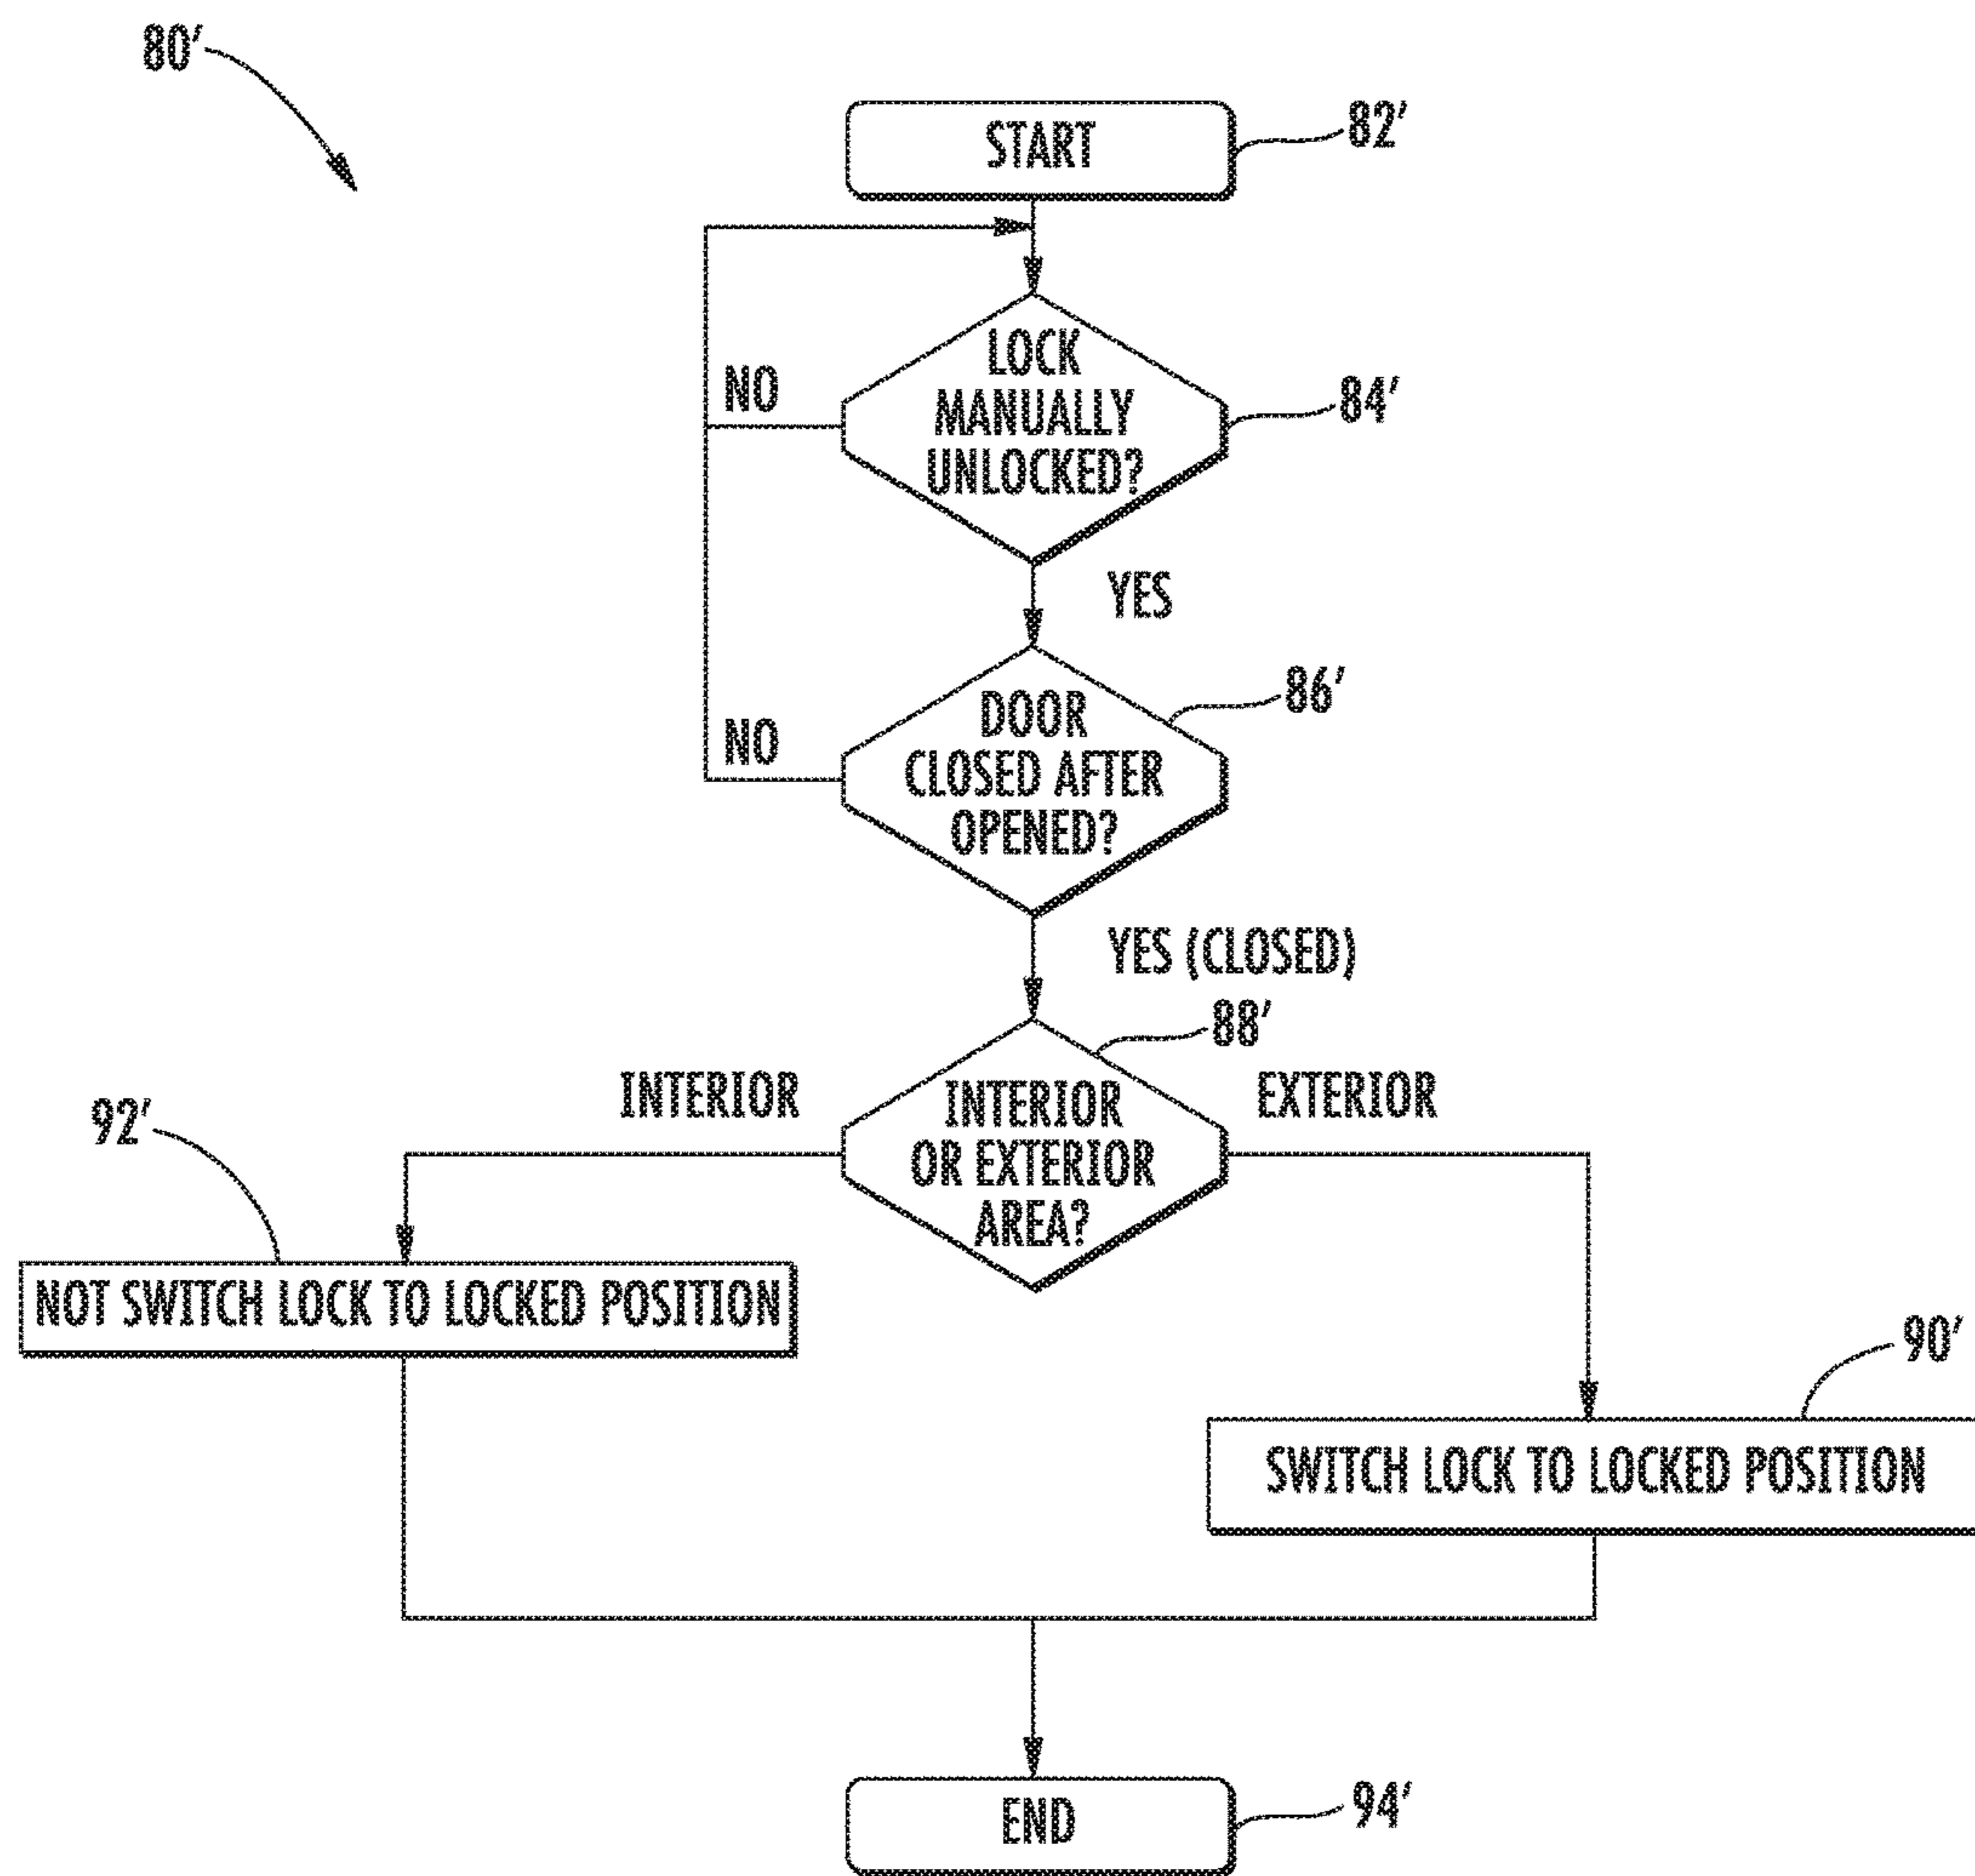 80'
START
82'
LOCK
MANUALLY
UNLOCKED?
84'
NO
YES
DOOR
CLOSED AFTER
OPENED?
86'
NO
YES (CLOSED)
88'
INTERIOR
INTERIOR
OR EXTERIOR
AREA?
EXTERIOR
92'
NOT SWITCH LOCK TO LOCKED POSITION
90'
SWITCH LOCK TO LOCKED POSITION
END
94'